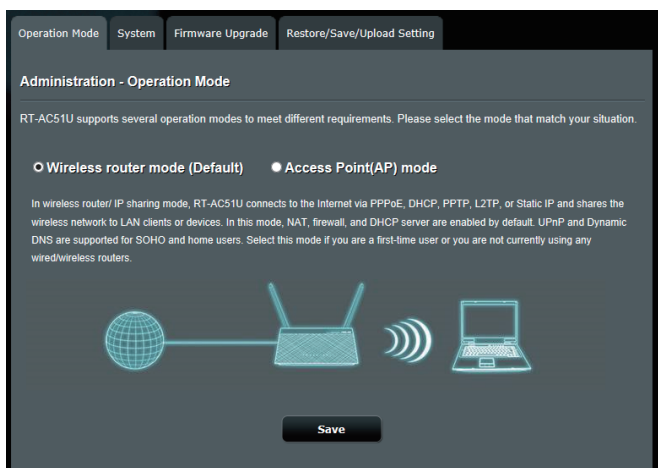 Operation Mode System Firmware Upgrade Restore/Save/Upload Setting
Administration - Operation Mode
RT-AC51U supports several operation modes to meet different requirements. Please select the mode that match your situation.
Wireless router mode (Default) Access Point(AP) mode
In wireless router/ IP sharing mode, RT-AC51U connects to the Internet via PPPoE, DHCP, PPTP, L2TP, or Static IP and shares the
wireless network to LAN clients or devices. In this mode, NAT, firewall, and DHCP server are enabled by default. UPnP and Dynamic
DNS are supported for SOHO and home users. Select this mode if you are a first-time user or you are not currently using any
wired/wireless routers.
Save